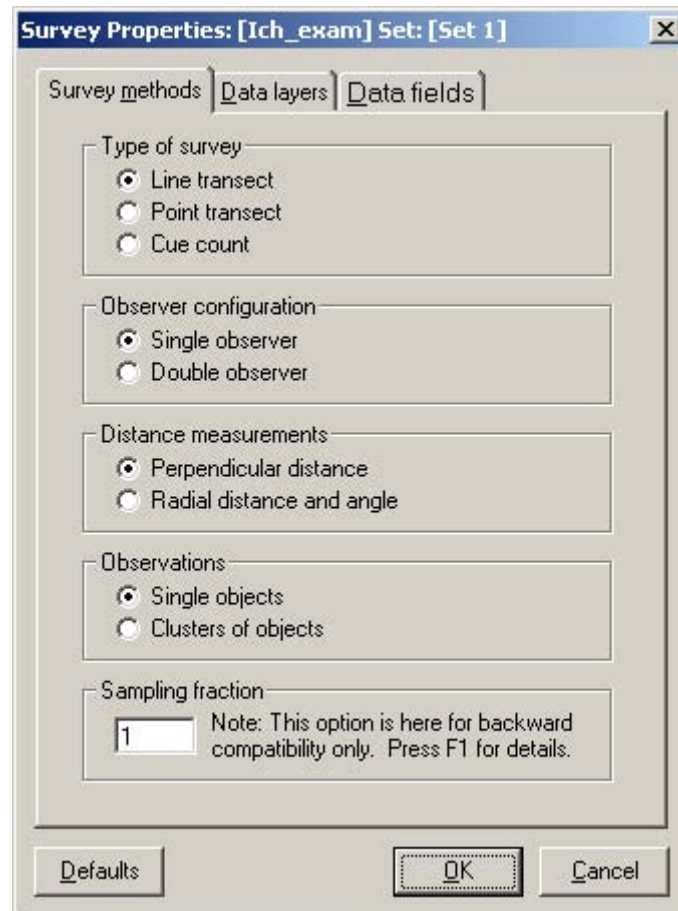 Survey Properties: [Ich_exam] Set: [Set 1]
Survey methods Data layers Data fields
Type of survey
Line transect
Point transect
Cue count
Observer configuration
Single observer
Double observer
Distance measurements
Perpendicular distance
Radial distance and angle
Observations
Single objects
Clusters of objects
Sampling fraction
1 Note: This option is here for backward
compatibility only. Press F1 for details.
Defaults OK Cancel